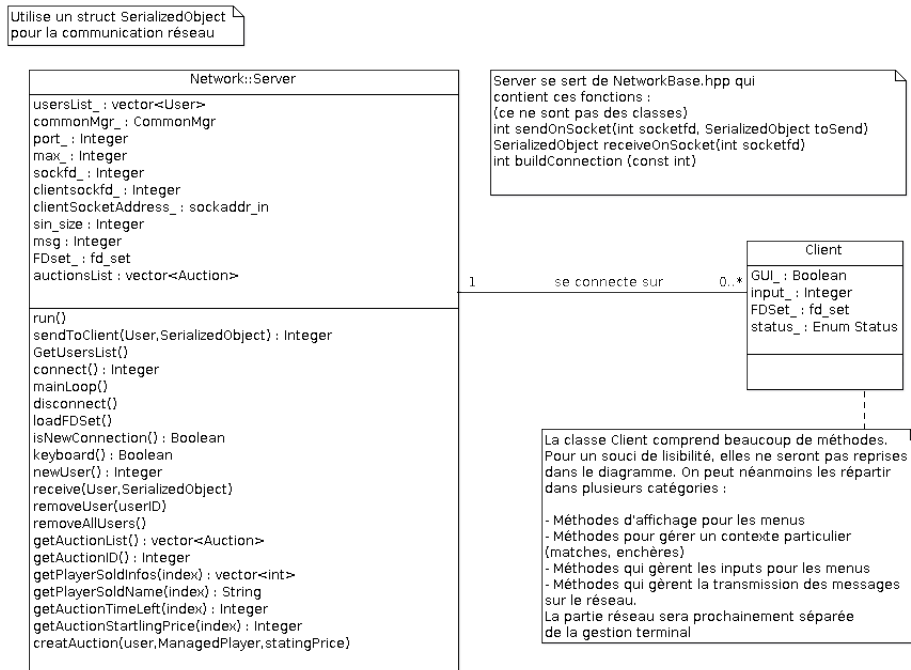 Utilise un struct SerializedObject
pour la communication réseau
Network::Server
usersList_ : vector<User>
commonMgr_ : CommonMgr
port_ : Integer
max_ : Integer
sockfd_ : Integer
clientsockfd_ : Integer
clientSocketAddress_ : sockaddr_in
sin_size : Integer
msg : Integer
FDset_ : fd_set
auctionsList : vector<Auction>
run()
sendToClient(User,SerializedObject) : Integer
GetUsersList()
connect() : Integer
mainLoop()
disconnect()
loadFDSet()
isNewConnection() : Boolean
keyboard() : Boolean
newUser() : Integer
receive(User,SerializedObject)
removeUser(userID)
removeAllUsers()
getAuctionList() : vector<Auction>
getAuctionID() : Integer
getPlayerSoldInfos(index) : vector<int>
getPlayerSoldName(index) : String
getAuctionTimeLeft(index) : Integer
getAuctionStartlingPrice(index) : Integer
creatAuction(user,ManagedPlayer,statingPrice)
Server se sert de NetworkBase.hpp qui
contient ces fonctions :
(ce ne sont pas des classes)
int sendOnSocket(int socketfd, SerializedObject toSend)
SerializedObject receiveOnSocket(int socketfd)
int buildConnection (const int)
1 se connecte sur 0..*
Client
GUI_ : Boolean
input_ : Integer
FDSet_ : fd_set
status_ : Enum Status
La classe Client comprend beaucoup de méthodes.
Pour un souci de lisibilité, elles ne seront pas reprises
dans le diagramme. On peut néanmoins les répartir
dans plusieurs catégories :
- Méthodes d'affichage pour les menus
- Méthodes pour gérer un contexte particulier
(matches, enchères)
- Méthodes qui gèrent les inputs pour les menus
- Méthodes qui gèrent la transmission des messages
sur le réseau.
La partie réseau sera prochainement séparée
de la gestion terminal